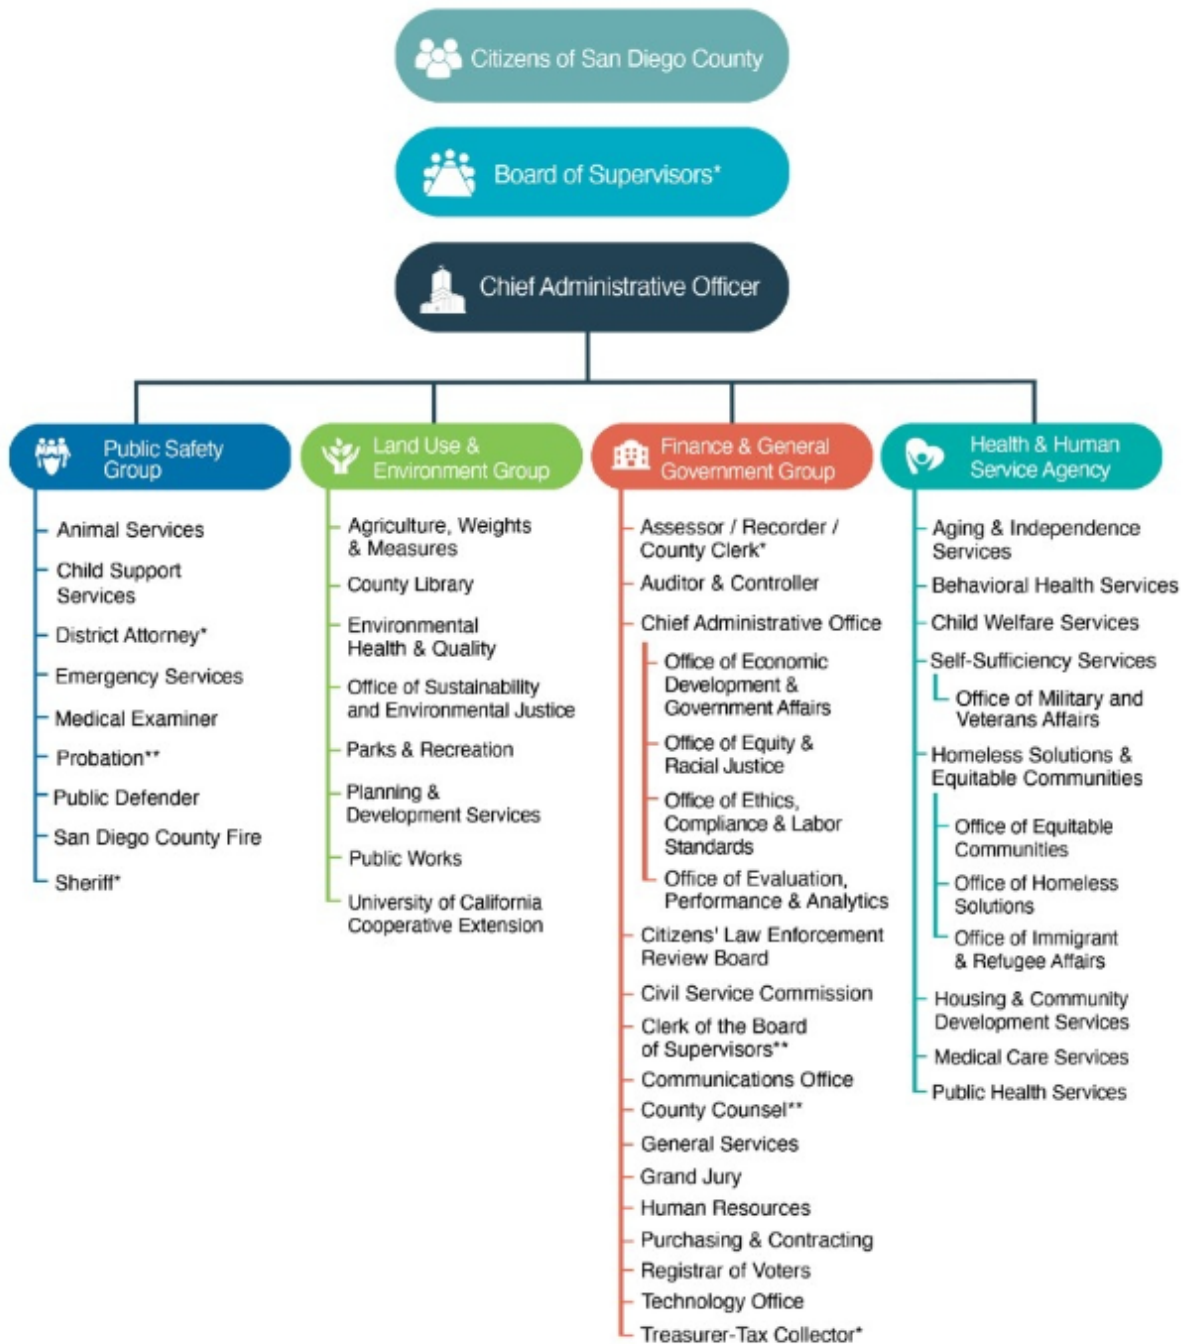 Citizens of San Diego County
Board of Supervisors*
Chief Administrative Officer
Public Safety
Group
Animal Services
Child Support
Services
District Attorney*
Emergency Services
Medical Examiner
Probation**
Public Defender
San Diego County Fire
Sheriff*
Land Use &
Environment Group
Agriculture, Weights
& Measures
County Library
Environmental
Health & Quality
Office of Sustainability
and Environmental Justice
Parks & Recreation
Planning &
Development Services
Public Works
University of California
Cooperative Extension
Finance & General
Government Group
Assessor / Recorder /
County Clerk*
Auditor & Controller
Chief Administrative Office
Office of Economic
Development &
Government Affairs
Office of Equity &
Racial Justice
Office of Ethics,
Compliance & Labor
Standards
Office of Evaluation,
Performance & Analytics
Citizens' Law Enforcement
Review Board
Civil Service Commission
Clerk of the Board
of Supervisors**
Communications Office
County Counsel**
General Services
Grand Jury
Human Resources
Purchasing & Contracting
Registrar of Voters
Technology Office
Treasurer-Tax Collector*
Health & Human
Service Agency
Aging & Independence
Services
Behavioral Health Services
Child Welfare Services
Self-Sufficiency Services
Office of Military and
Veterans Affairs
Homeless Solutions &
Equitable Communities
Office of Equitable
Communities
Office of Homeless
Solutions
Office of Immigrant
& Refugee Affairs
Housing & Community
Development Services
Medical Care Services
Public Health Services